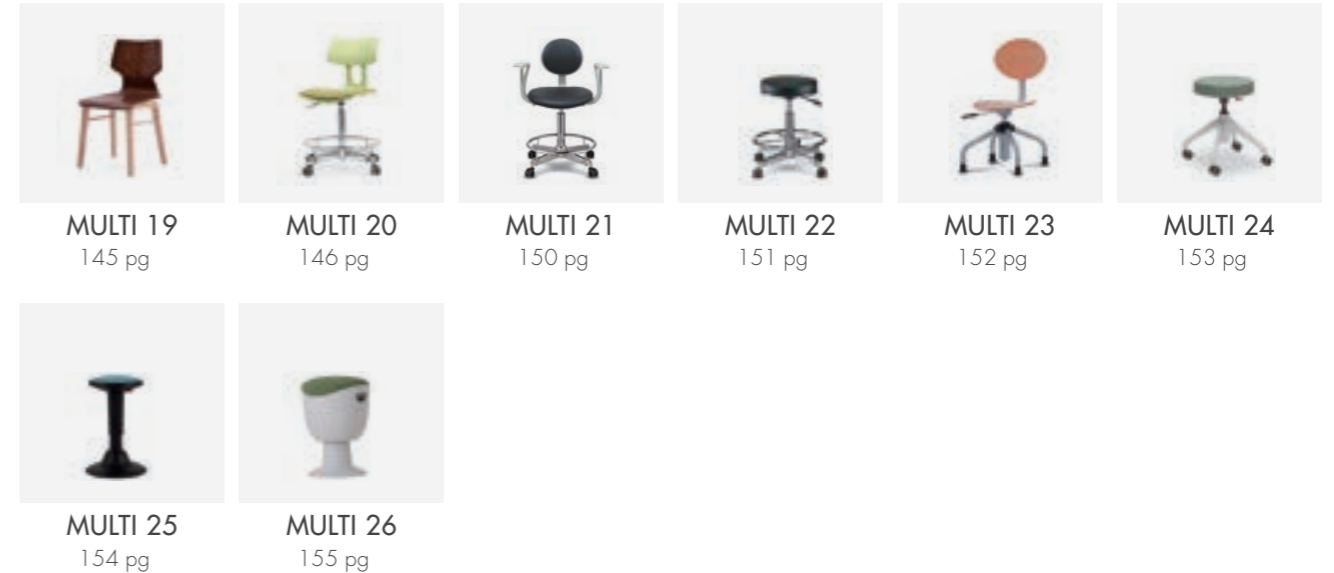 MULTI 19
145 pg
MULTI 20
146 pg
MULTI 21
150 pg
MULTI 22
151 pg
MULTI 23
152 pg
MULTI 24
153 pg
MULTI 25
154 pg
MULTI 26
155 pg